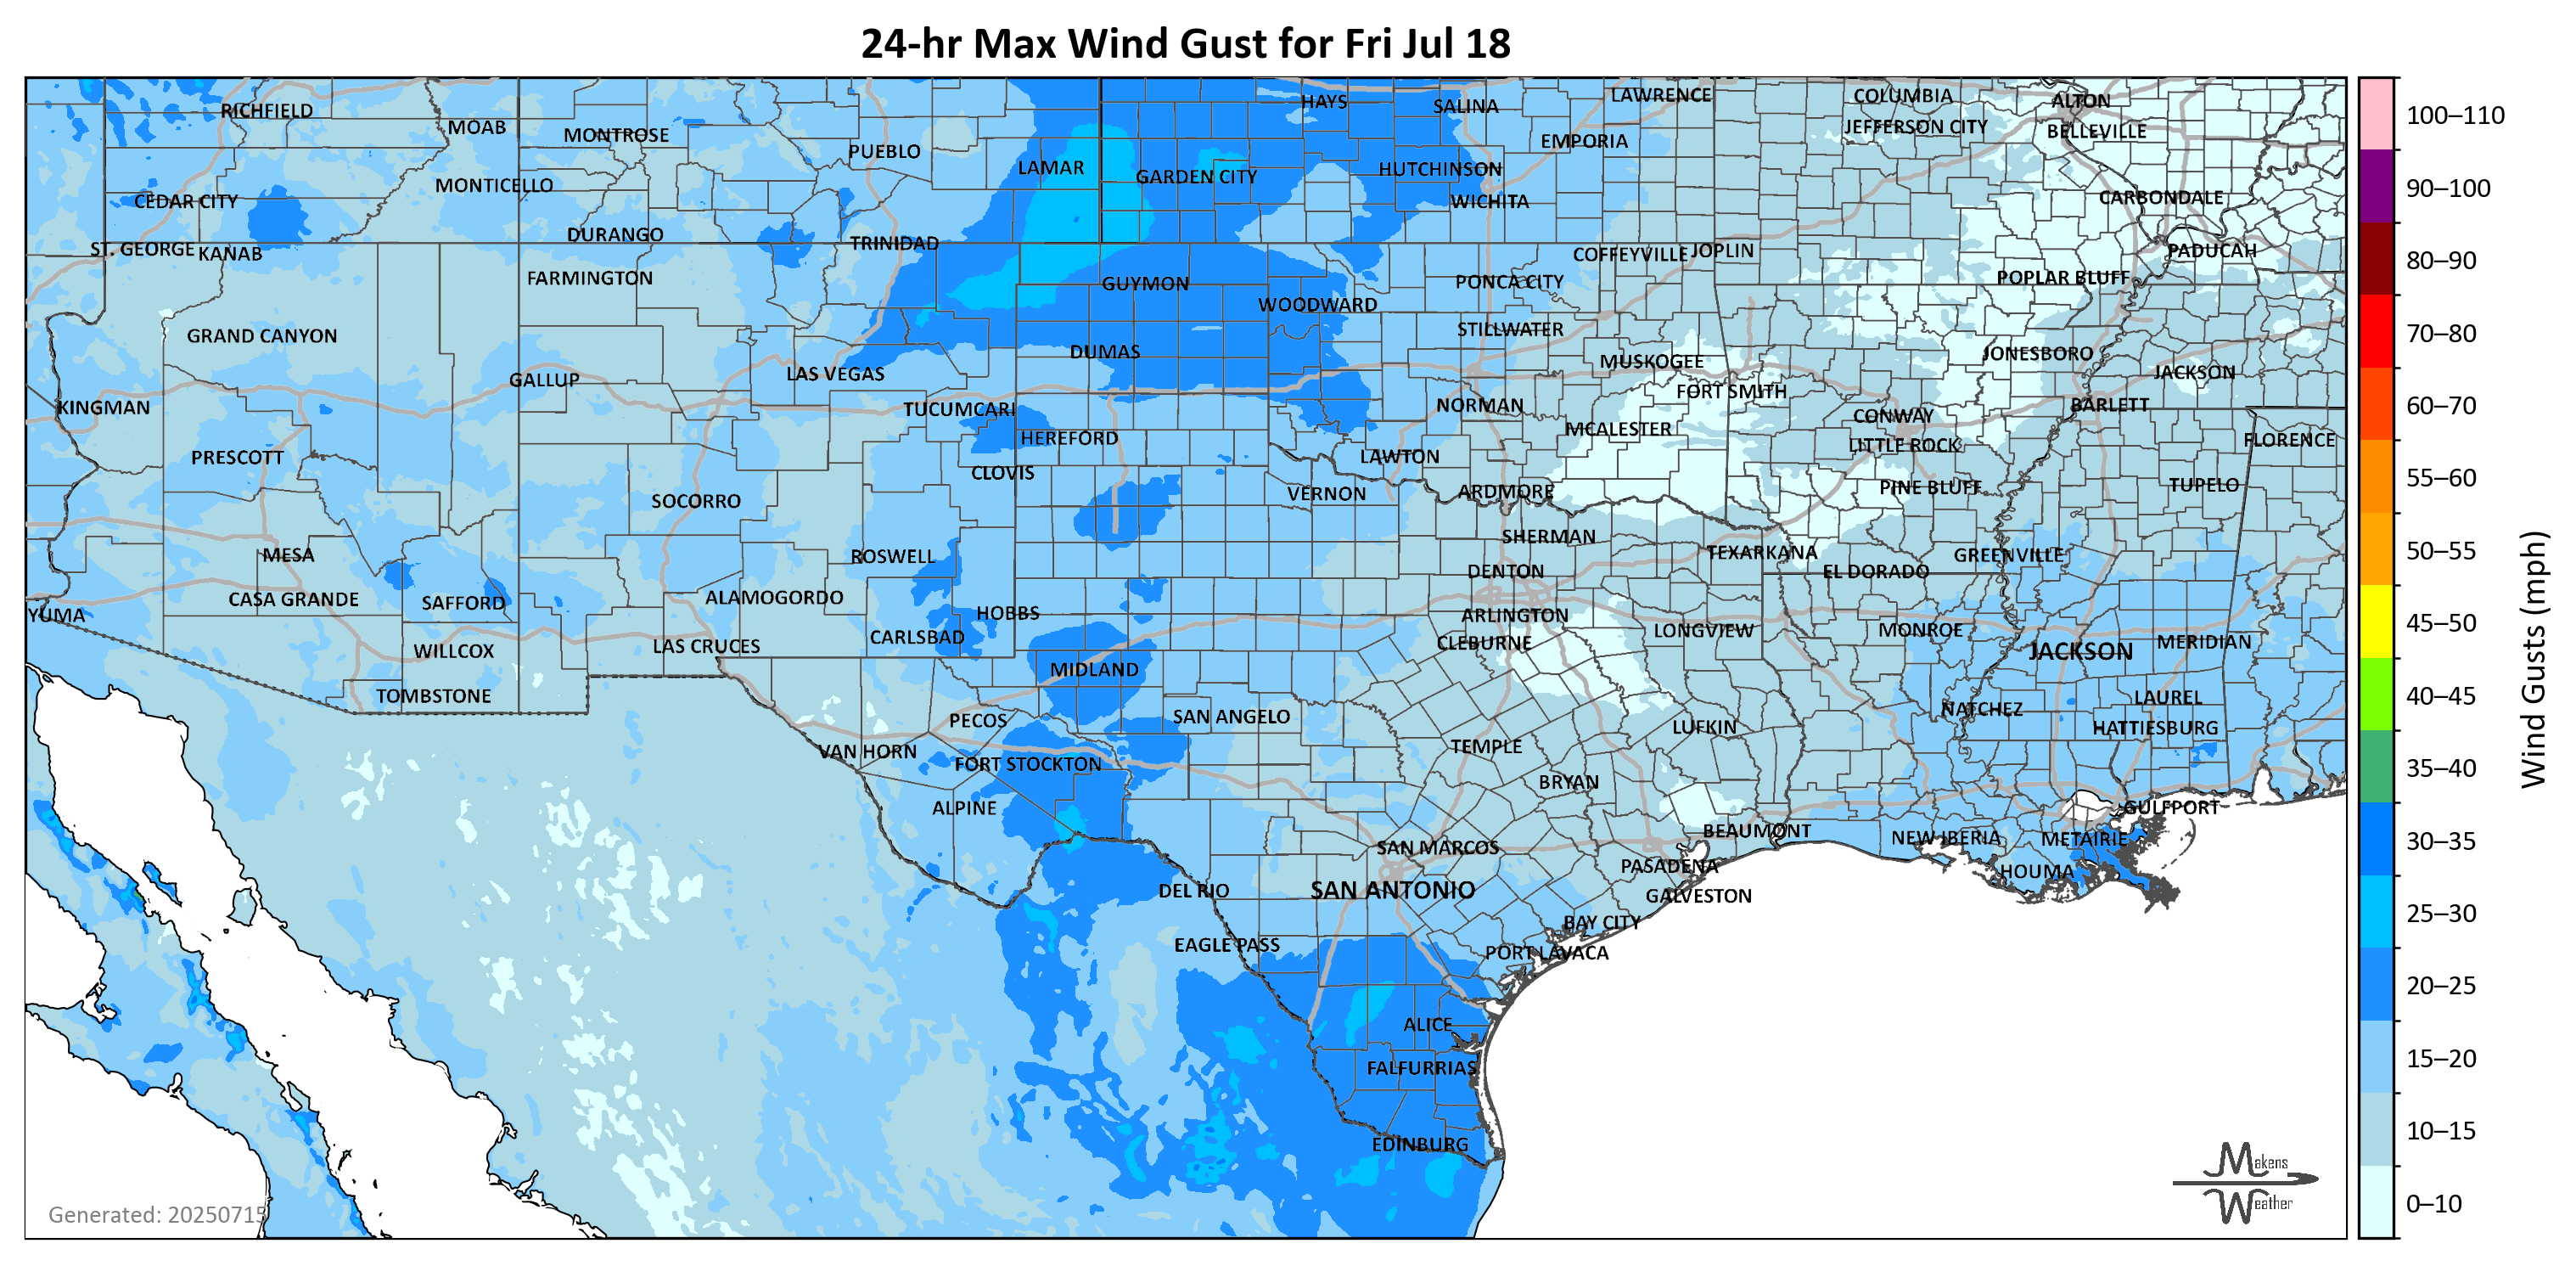 24-hr Max Wind Gust for Fri Jul 18
HAYS
SALINA
LAWRENCE
COLUMBIA
ALTON
RICHFIELD
MOAB
MONTROSE
PUEBLO
EMPORIA
JEFFERSON CITY
BELLEVILLE
LAMAR
GARDEN CITY
HUTCHINSON
MONTICELLO
CEDAR CITY
WICHITA
CARBONDALE
DURANGO
TRINIDAD
ST. GEORGE
KANAB
COFFEYVILLE
JOPLIN
PADUCAH
FARMINGTON
GUYMON
PONCA CITY
POPLAR BLUFF
WOODWARD
GRAND CANYON
STILLWATER
DUMAS
MUSKOGEE
JONESBORO
GALLUP
LAS VEGAS
JACKSON
FORT SMITH
KINGMAN
TUCUMCARI
NORMAN
CONWAY
BARLETT
MCALESTER
HEREFORD
LITTLE ROCK
FLORENCE
PRESCOTT
CLOVIS
LAWTON
SOCORRO
VERNON
ARDMORE
PINE BLUFF
TUPELO
SHERMAN
MESA
ROSWELL
TEXARKANA
GREENVILLE
DENTON
EL DORADO
CASA GRANDE
SAFFORD
ALAMOGORDO
HOBBS
ARLINGTON
YUMA
CARLSBAD
CLEBURNE
LONGVIEW
MONROE
WILLCOX
LAS CRUCES
JACKSON
MERIDIAN
MIDLAND
TOMBSTONE
LAUREL
PECOS
SAN ANGELO
NATCHEZ
LUFKIN
HATTIESBURG
VAN HORN
TEMPLE
FORT STOCKTON
BRYAN
ALPINE
GULFPORT
BEAUMONT
NEW IBERIA
METAIRIE
SAN MARCOS
PASADENA
HOUMA
DEL RIO
SAN ANTONIO
GALVESTON
BAY CITY
EAGLE PASS
PORT LAVACA
ALICE
FALFURRIAS
EDINBURG
Generated: 20250715
Makens
Weather
100–110
90–100
80–90
70–80
60–70
55–60
50–55
45–50
40–45
35–40
30–35
25–30
20–25
15–20
10–15
0–10
Wind Gusts (mph)